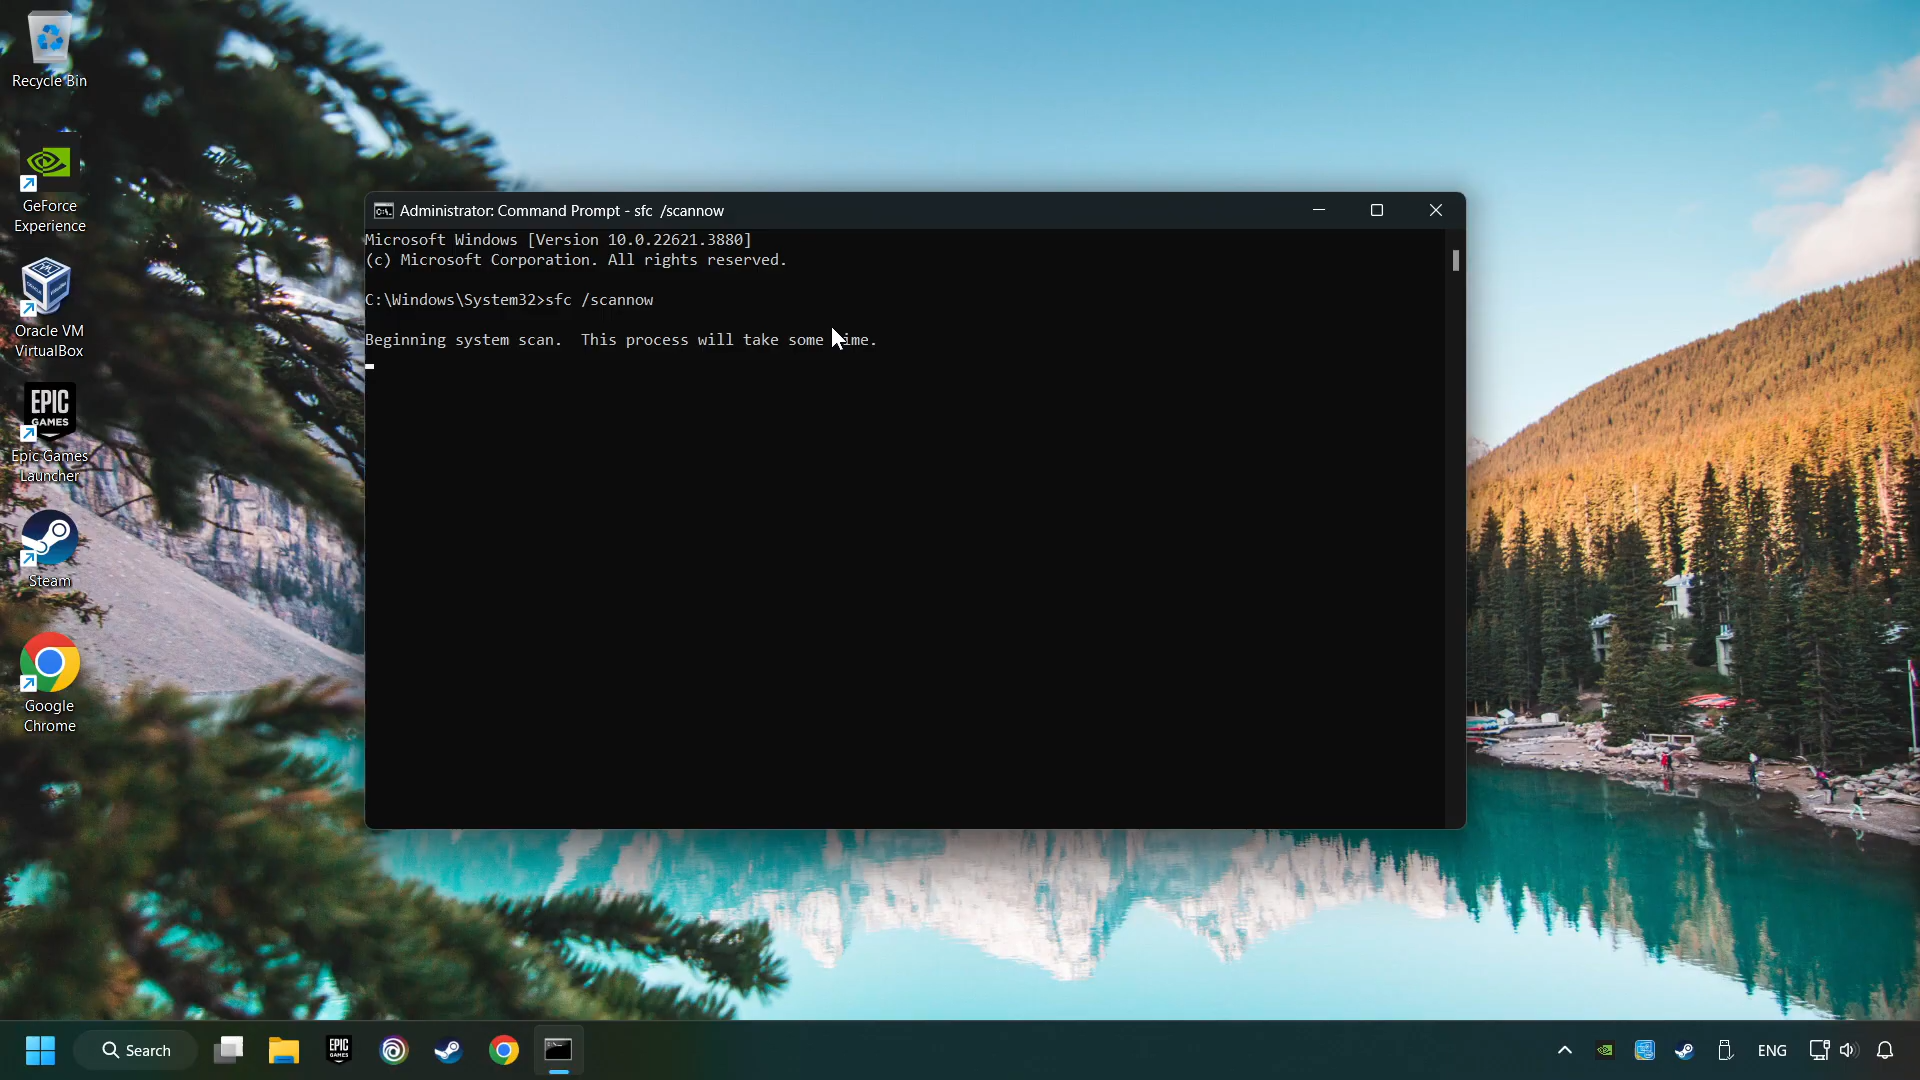 Recycle Bin
GeForce
Experience
Oracle VM
VirtualBox
EPIC
GAMES
Epic Games
Launcher
Steam
Google
Chrome
Administrator: Command Prompt - sfc  /scannow
Microsoft Windows [Version 10.0.22621.3880]
(c) Microsoft Corporation. All rights reserved.
C:\Windows\System32>sfc /scannow
Beginning system scan.  This process will take some time.
Search
EPIC
GAMES
ENG